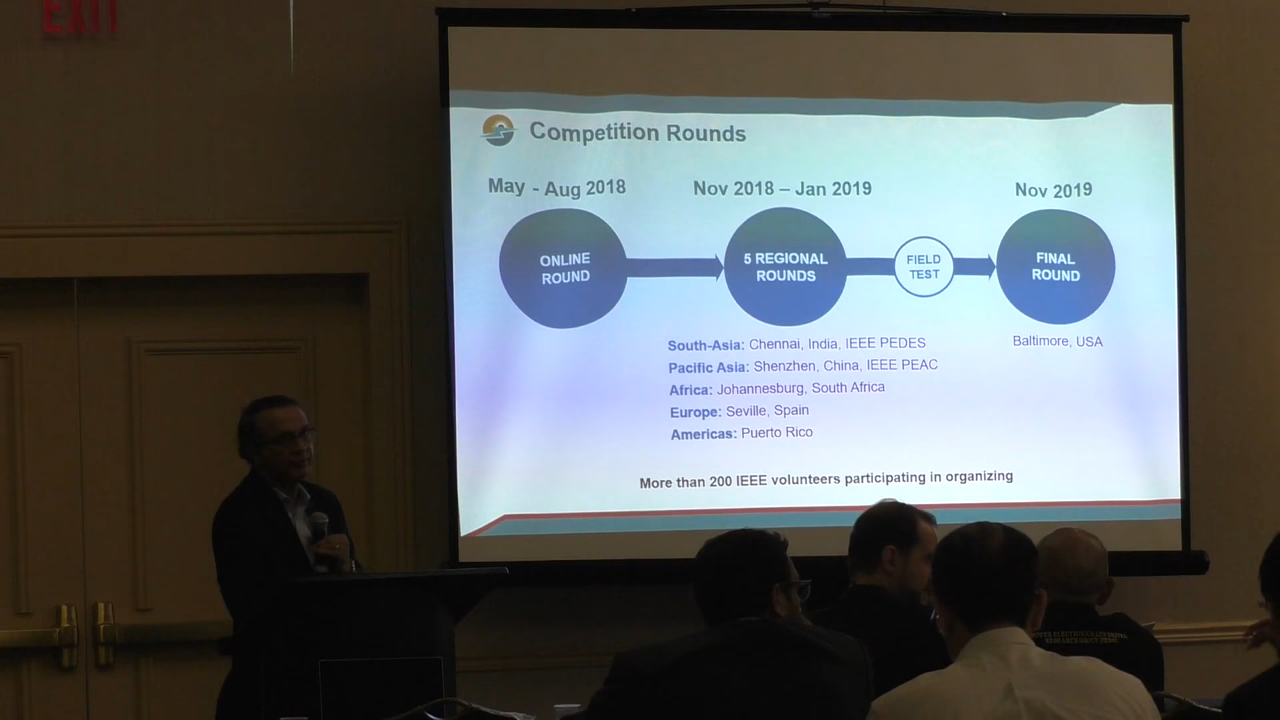 EXIT
Competition Rounds
May - Aug 2018
Nov 2018 – Jan 2019
Nov 2019
ONLINE
ROUND
5 REGIONAL
ROUNDS
FIELD
TEST
FINAL
ROUND
South-Asia: Chennai, India, IEEE PEDES
Pacific Asia: Shenzhen, China, IEEE PEAC
Africa: Johannesburg, South Africa
Europe: Seville, Spain
Americas: Puerto Rico
Baltimore, USA
More than 200 IEEE volunteers participating in organizing